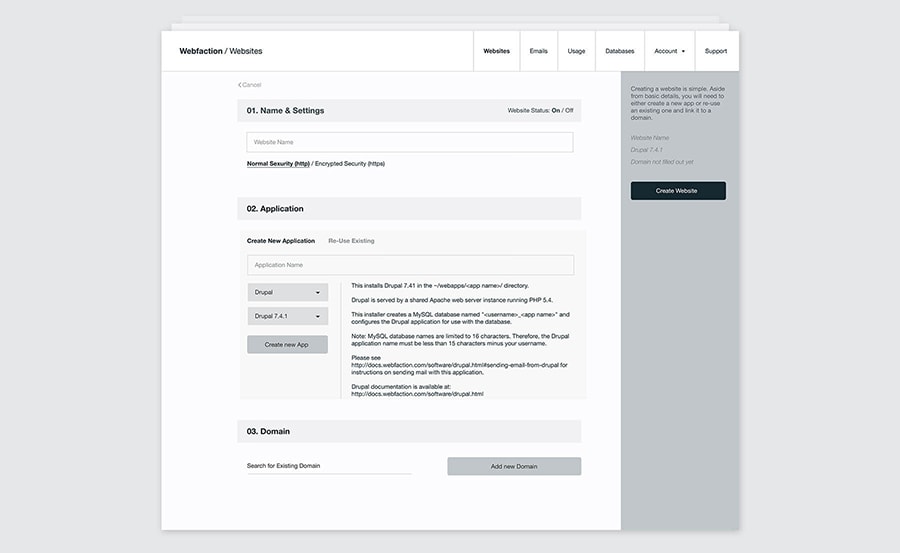 Webfaction / Websites
Websites
Emails
Usage
Databases
Account
Support
Cancel
01. Name & Settings
Website Status: On / Off
Website Name
Normal Sexurity (http) / Encrypted Security (https)
02. Application
Create New Application
Re-Use Existing
Application Name
Drupal
Drupal 7.4.1
Create new App
This installs Drupal 7.41 in the ~/webapps/<app name>/ directory.
Drupal is served by a shared Apache web server instance running PHP 5.4.
This installer creates a MySQL database named "<username>_<app name>" and
configures the Drupal application for use with the database.
Note: MySQL database names are limited to 16 characters. Therefore, the Drupal
application name must be less than 15 characters minus your username.
Please see
http://docs.webfaction.com/software/drupal.html#sending-email-from-drupal for
instructions on sending mail with this application.
Drupal documentation is available at:
http://docs.webfaction.com/software/drupal.html
03. Domain
Search for Existing Domain
Add new Domain
Creating a website is simple. Aside
from basic details, you will need to
either create a new app or re-use
an existing one and link it to a
domain.
Website Name
Drupal 7.4.1
Domain not filled out yet
Create Website